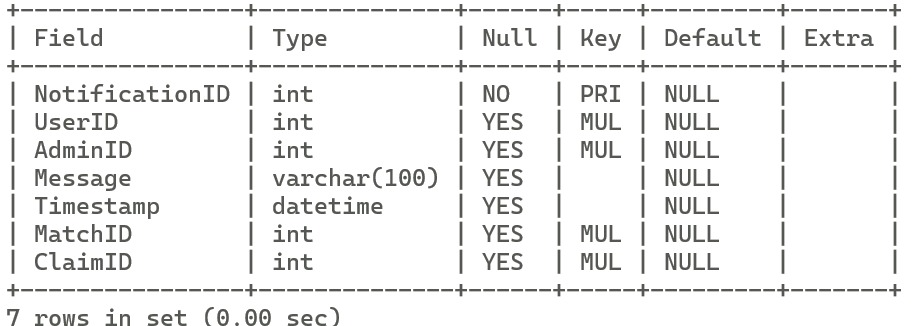 +----------------+--------------+------+-----+---------+-------+
| Field          | Type         | Null | Key | Default | Extra |
+----------------+--------------+------+-----+---------+-------+
| NotificationID | int          | NO   | PRI | NULL    |       |
| UserID         | int          | YES  | MUL | NULL    |       |
| AdminID        | int          | YES  | MUL | NULL    |       |
| Message        | varchar(100) | YES  |     | NULL    |       |
| Timestamp      | datetime     | YES  |     | NULL    |       |
| MatchID        | int          | YES  | MUL | NULL    |       |
| ClaimID        | int          | YES  | MUL | NULL    |       |
+----------------+--------------+------+-----+---------+-------+
7 rows in set (0.00 sec)